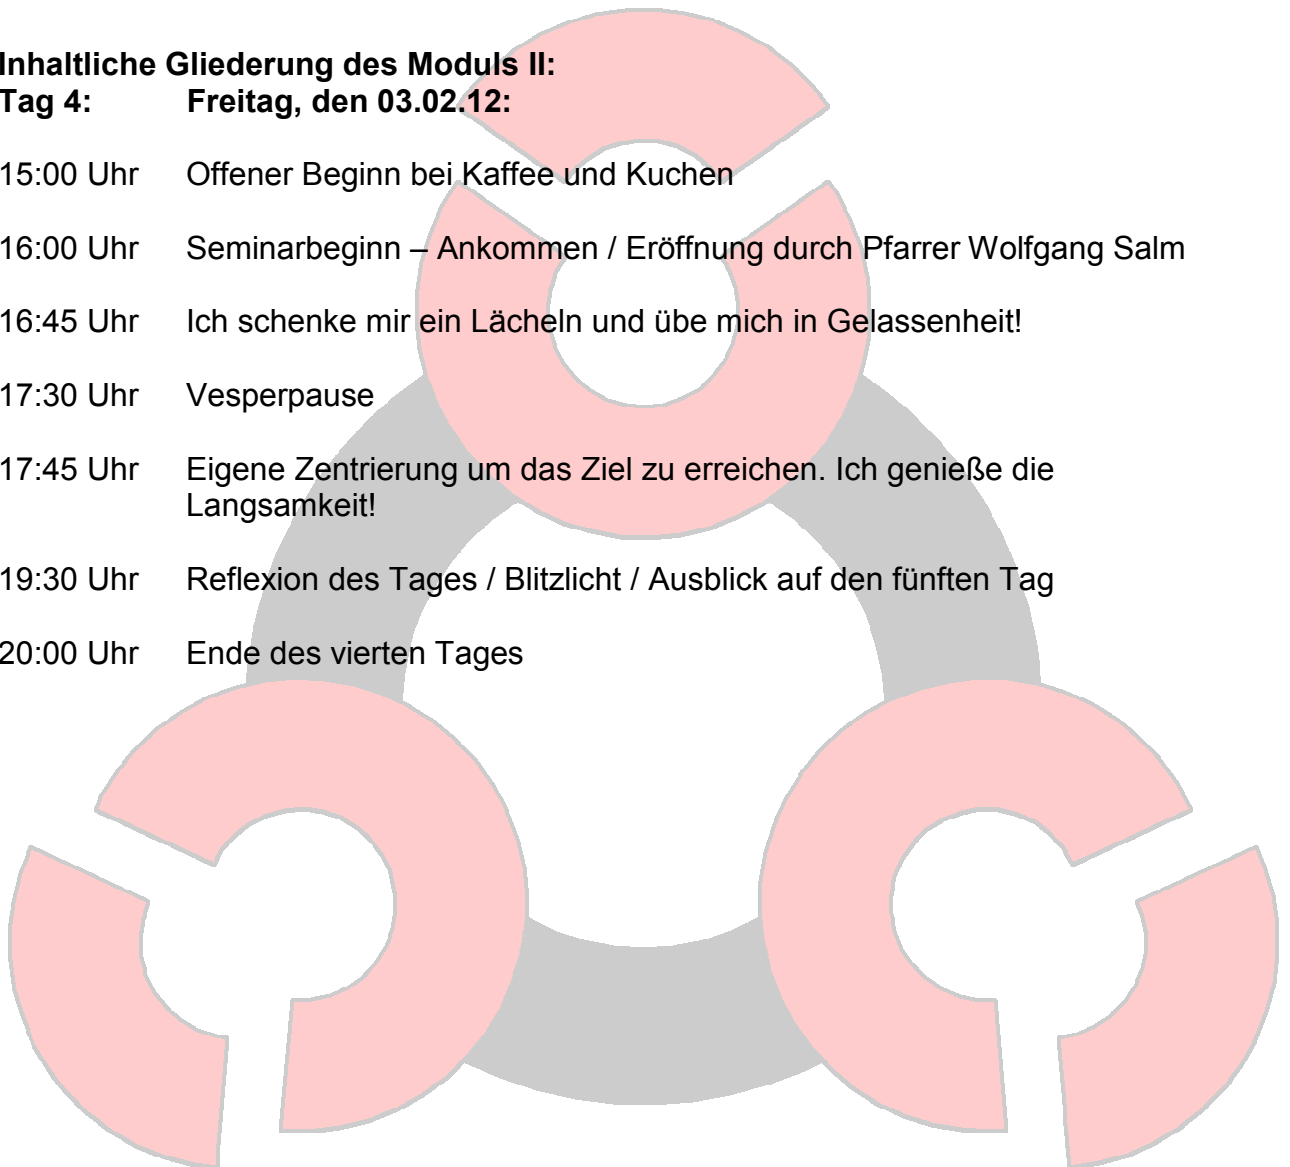 Inhaltliche Gliederung des Moduls II:
Tag 4: Freitag, den 03.02.12:
15:00 Uhr Offener Beginn bei Kaffee und Kuchen
16:00 Uhr Seminarbeginn – Ankommen / Eröffnung durch Pfarrer Wolfgang Salm
16:45 Uhr Ich schenke mir ein Lächeln und übe mich in Gelassenheit!
17:30 Uhr Vesperpause
17:45 Uhr Eigene Zentrierung um das Ziel zu erreichen. Ich genieße die
Langsamkeit!
19:30 Uhr Reflexion des Tages / Blitzlicht / Ausblick auf den fünften Tag
20:00 Uhr Ende des vierten Tages